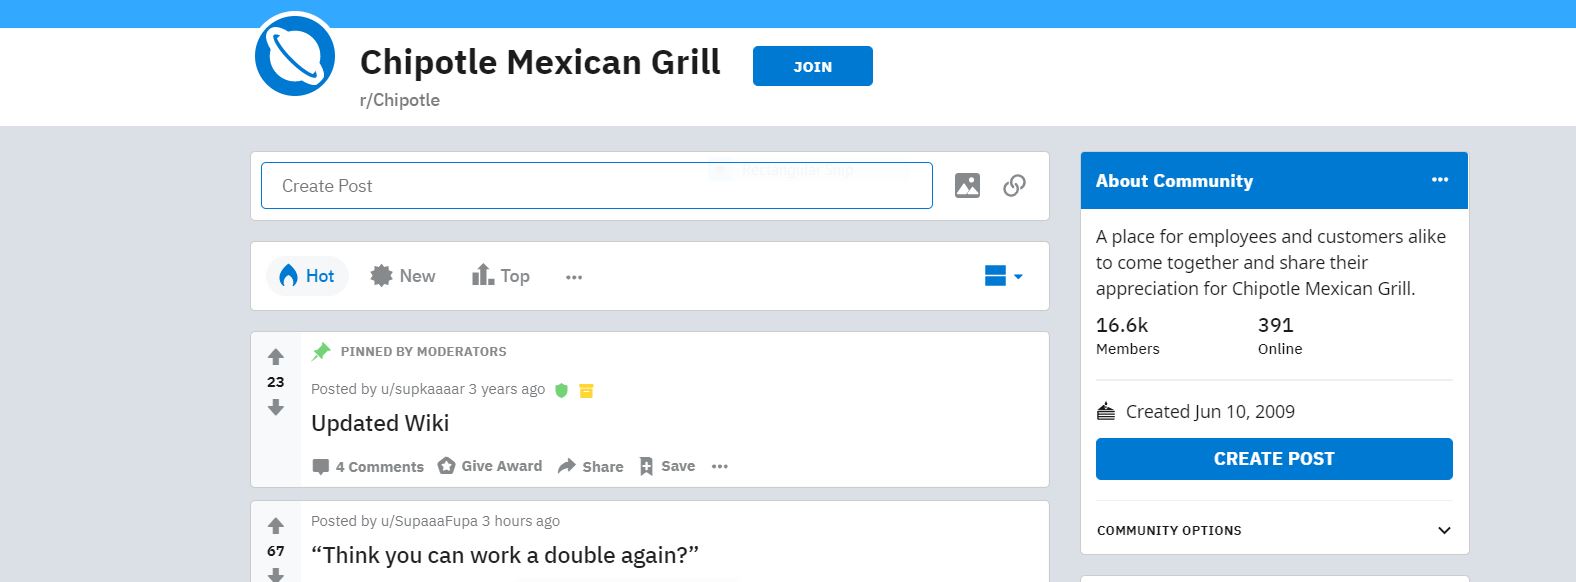 Chipotle Mexican Grill
JOIN
r/Chipotle
Create Post
Rectangular Snip
Hot New Top
PINNED BY MODERATORS
23
Posted by u/supkaaaar 3 years ago
Updated Wiki
4 Comments Give Award Share Save
Posted by u/SupaaaFupa 3 hours ago
67
“Think you can work a double again?”
About Community
A place for employees and customers alike
to come together and share their
appreciation for Chipotle Mexican Grill.
16.6k 391
Members Online
Created Jun 10, 2009
CREATE POST
COMMUNITY OPTIONS